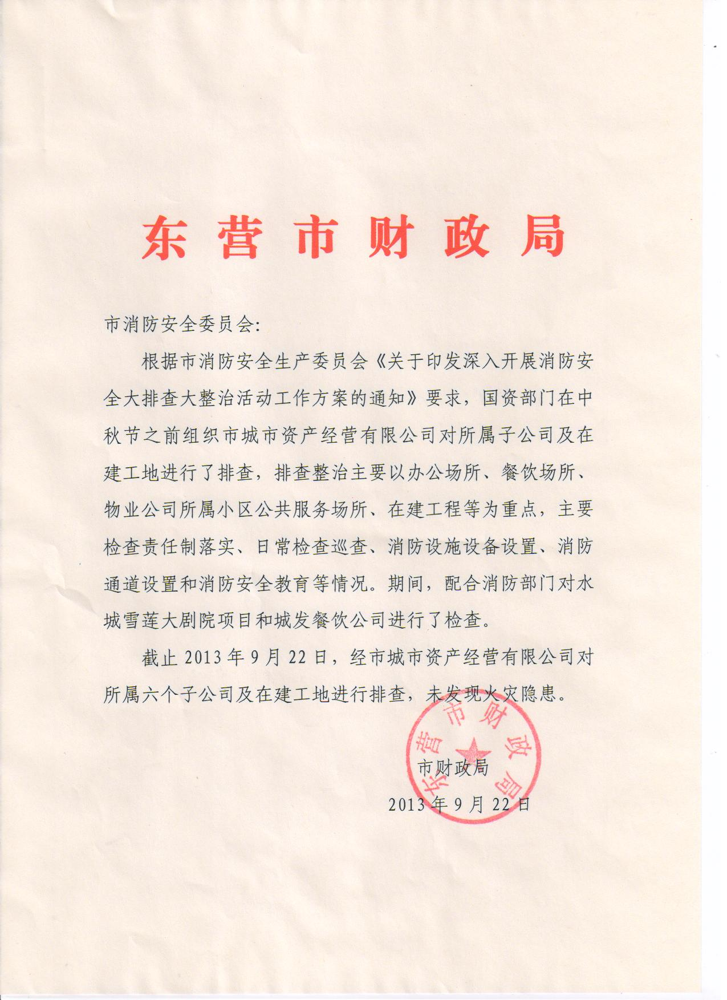 东营市财政局
市消防安全委员会:
根据市消防安全生产委员会《关于印发深入开展消防安
全大排查大整治活动工作方案的通知》要求，国资部门在中
秋节之前组织市城市资产经营有限公司对所属子公司及在
建工地进行了排查，排查整治主要以办公场所、餐饮场所、
物业公司所属小区公共服务场所、在建工程等为重点，主要
检查责任制落实、日常检查巡查、消防设施设备设置、消防
通道设置和消防安全教育等情况。期间，配合消防部门对水
城雪莲大剧院项目和城发餐饮公司进行了检查。
截止 2013 年 9 月 22 日，经市城市资产经营有限公司对
所属六个子公司及在建工地进行排查，未发现火灾隐患。
东营市财政局
市财政局
2013 年 9 月 22 日